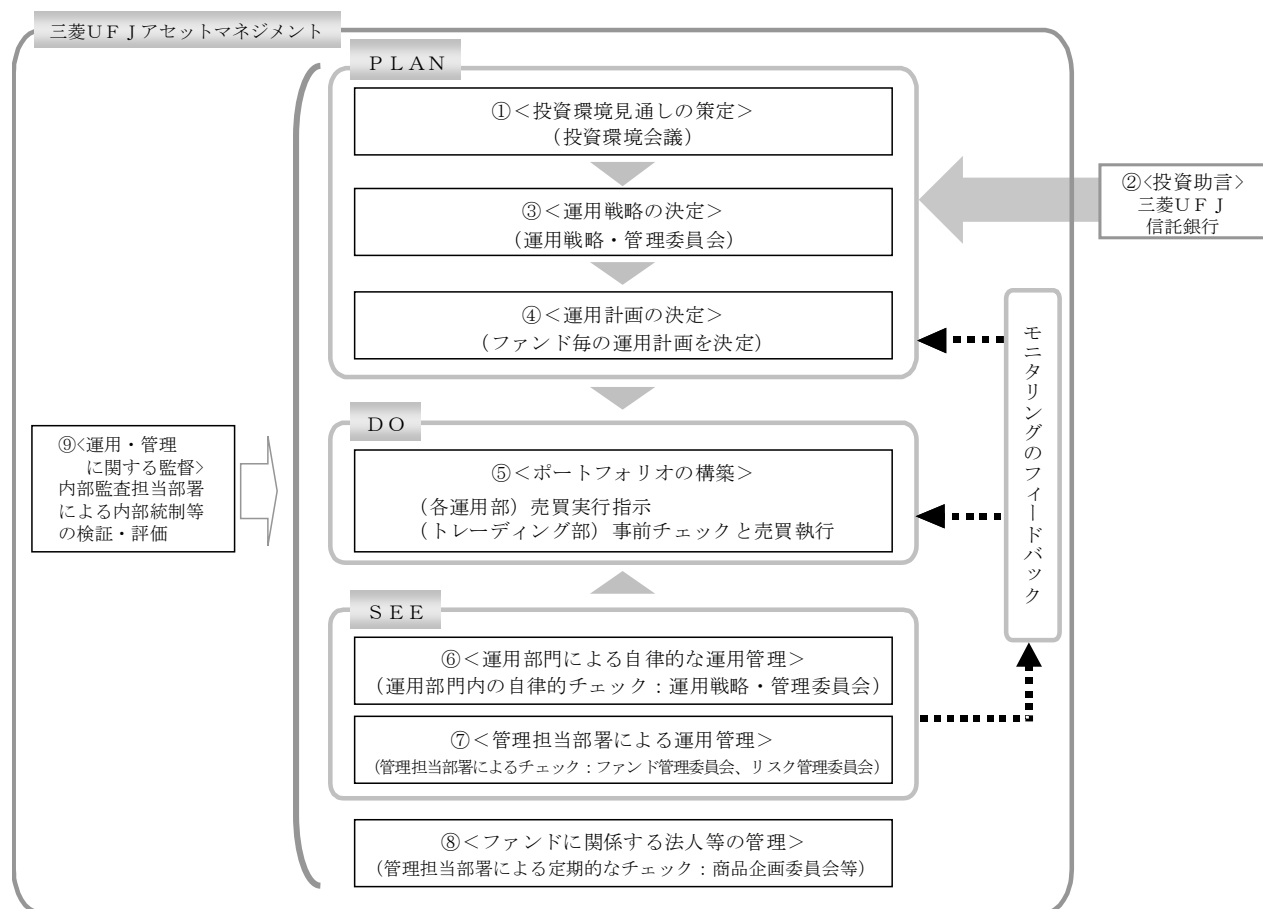 三菱ＵＦＪアセットマネジメント
ＰＬＡＮ
①＜投資環境見通しの策定＞
（投資環境会議）
②<投資助言>
三菱ＵＦＪ
信託銀行
③＜運用戦略の決定＞
（運用戦略・管理委員会）
④＜運用計画の決定＞
（ファンド毎の運用計画を決定）
モニタリングのフィードバック
ＤＯ
⑤＜ポートフォリオの構築＞
（各運用部）売買実行指示
（トレーディング部）事前チェックと売買執行
⑨<運用・管理
に関する監督>
内部監査担当部署
による内部統制等
の検証・評価
ＳＥＥ
⑥＜運用部門による自律的な運用管理＞
（運用部門内の自律的チェック：運用戦略・管理委員会）
⑦＜管理担当部署による運用管理＞
（管理担当部署によるチェック：ファンド管理委員会、リスク管理委員会）
⑧＜ファンドに関係する法人等の管理＞
（管理担当部署による定期的なチェック：商品企画委員会等）